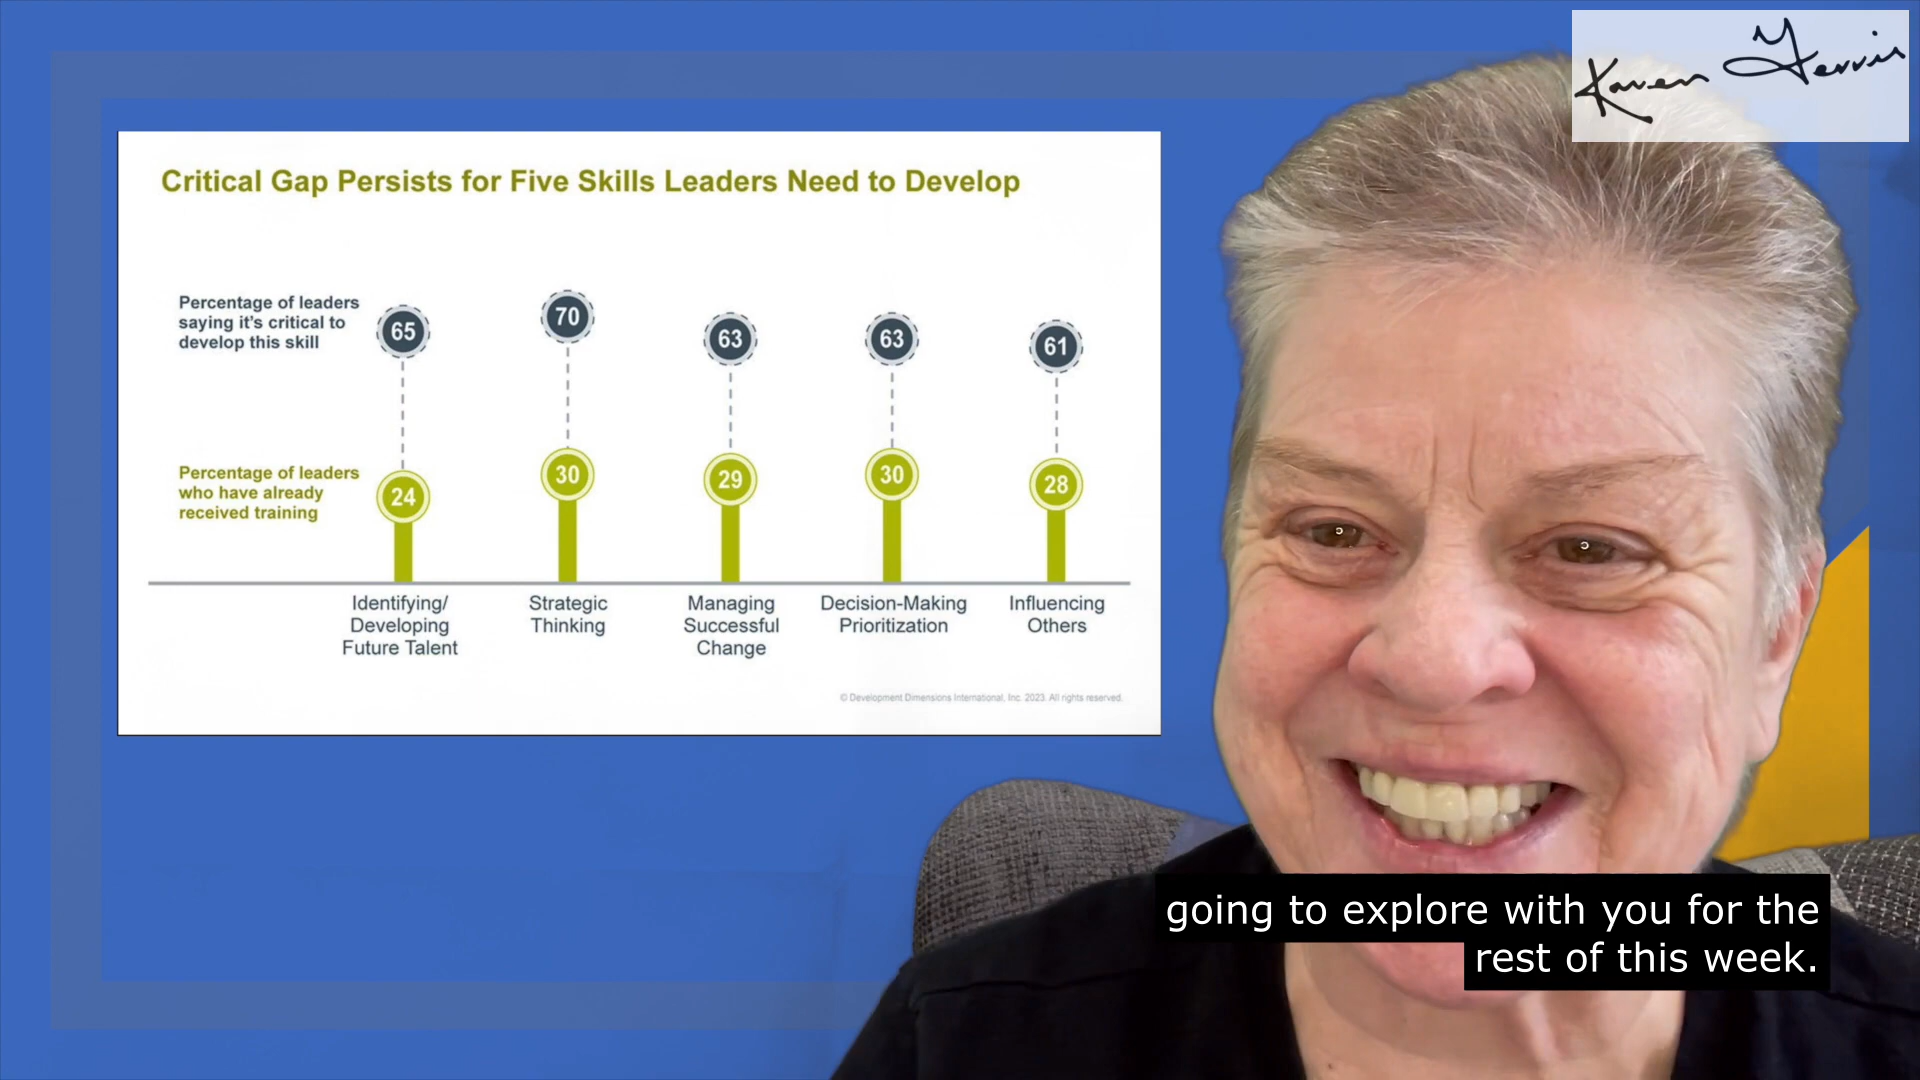 Karen Ferris
Critical Gap Persists for Five Skills Leaders Need to Develop
Percentage of leaders
saying it's critical to
develop this skill
65
70
63
63
61
Percentage of leaders
who have already
received training
24
30
29
30
28
Identifying/
Developing
Future Talent
Strategic
Thinking
Managing
Successful
Change
Decision-Making
Prioritization
Influencing
Others
© Development Dimensions International, Inc. 2023. All rights reserved.
going to explore with you for the
rest of this week.